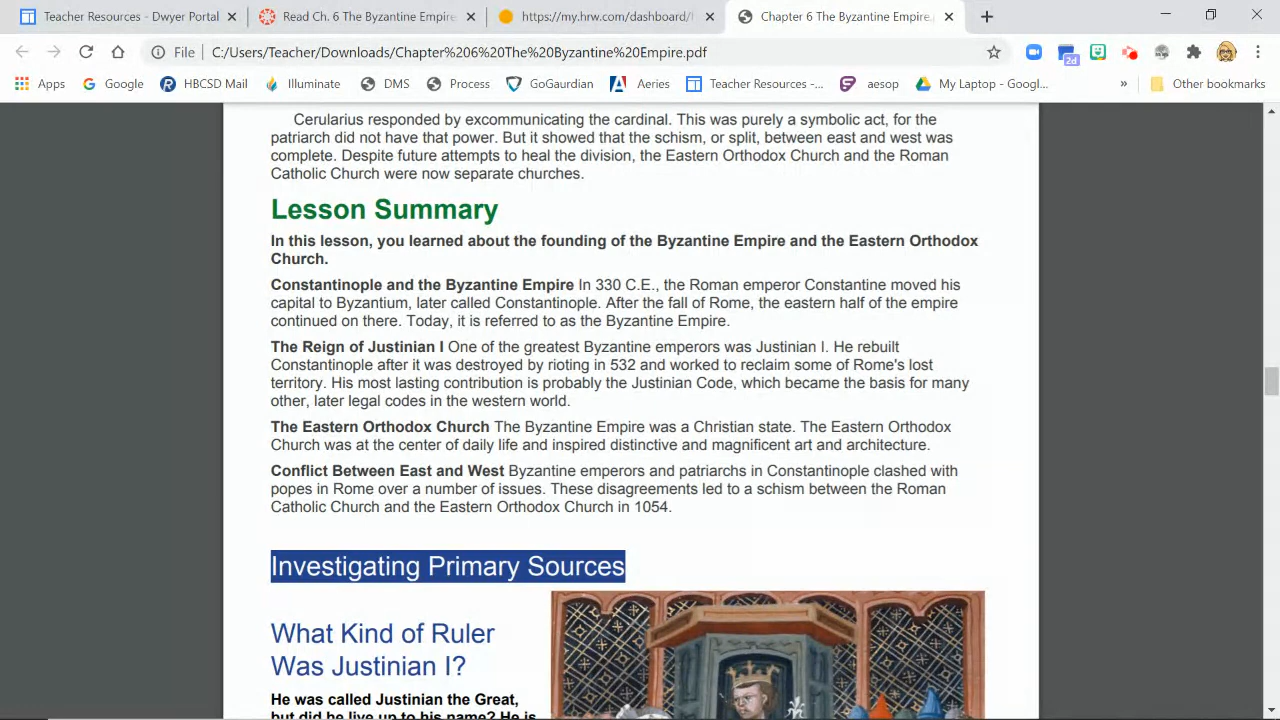 Teacher Resources - Dwyer Portal
Read Ch. 6 The Byzantine Empire
https://my.hrw.com/dashboard/
Chapter 6 The Byzantine Empire.p
File
C:/Users/Teacher/Downloads/Chapter%206%20The%20Byzantine%20Empire.pdf
2d
Apps
Google
HBCSD Mail
Illuminate
DMS
Process
GoGaurdian
Aeries
Teacher Resources -...
aesop
My Laptop - Googl...
»
Other bookmarks
Cerularius responded by excommunicating the cardinal. This was purely a symbolic act, for the
patriarch did not have that power. But it showed that the schism, or split, between east and west was
complete. Despite future attempts to heal the division, the Eastern Orthodox Church and the Roman
Catholic Church were now separate churches.
Lesson Summary
In this lesson, you learned about the founding of the Byzantine Empire and the Eastern Orthodox
Church.
Constantinople and the Byzantine Empire In 330 C.E., the Roman emperor Constantine moved his
capital to Byzantium, later called Constantinople. After the fall of Rome, the eastern half of the empire
continued on there. Today, it is referred to as the Byzantine Empire.
The Reign of Justinian I One of the greatest Byzantine emperors was Justinian I. He rebuilt
Constantinople after it was destroyed by rioting in 532 and worked to reclaim some of Rome's lost
territory. His most lasting contribution is probably the Justinian Code, which became the basis for many
other, later legal codes in the western world.
The Eastern Orthodox Church The Byzantine Empire was a Christian state. The Eastern Orthodox
Church was at the center of daily life and inspired distinctive and magnificent art and architecture.
Conflict Between East and West Byzantine emperors and patriarchs in Constantinople clashed with
popes in Rome over a number of issues. These disagreements led to a schism between the Roman
Catholic Church and the Eastern Orthodox Church in 1054.
Investigating Primary Sources
What Kind of Ruler
Was Justinian I?
He was called Justinian the Great,
but did he live up to his name? He is